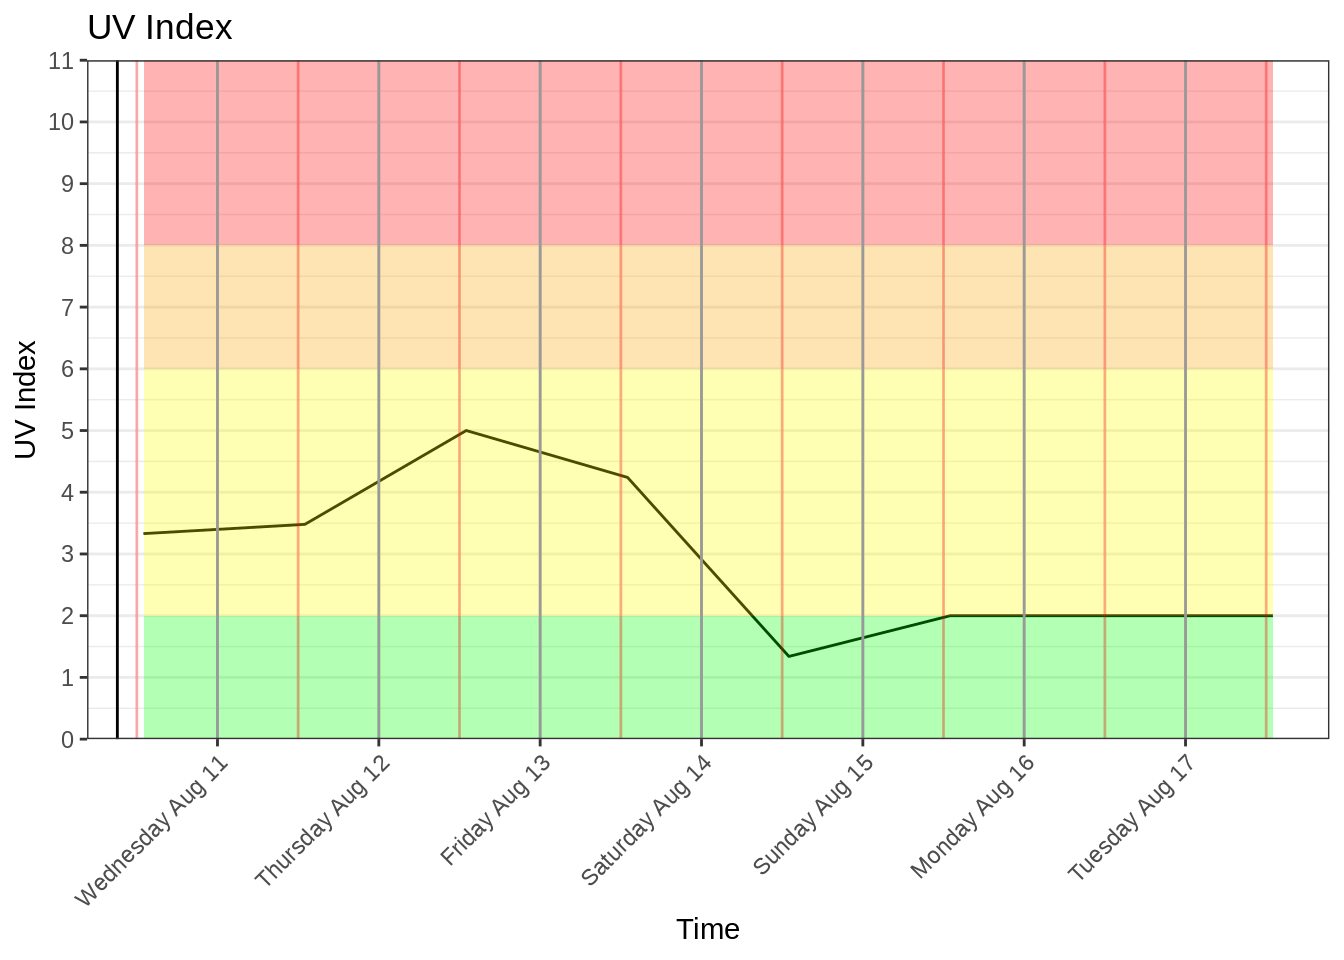 UV Index
UV Index
11
10
9
8
7
6
5
4
3
2
1
0
Wednesday Aug 11
Thursday Aug 12
Friday Aug 13
Saturday Aug 14
Sunday Aug 15
Monday Aug 16
Tuesday Aug 17
Time